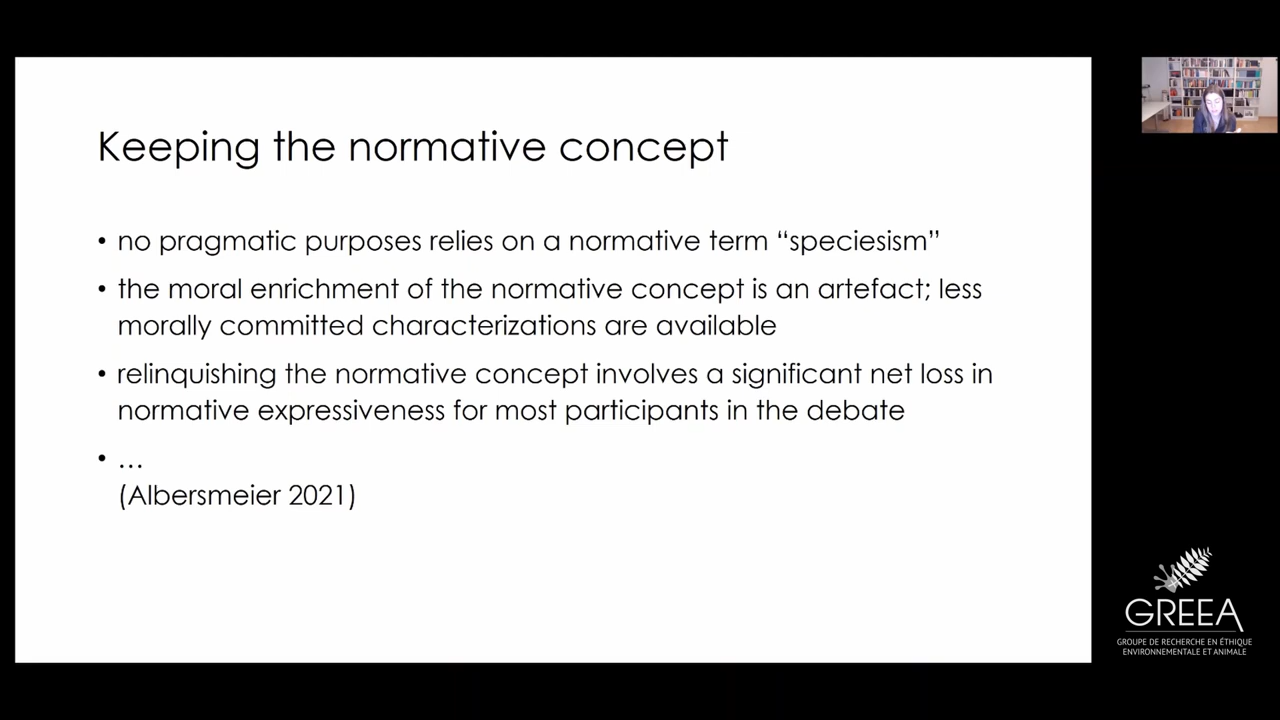 Keeping the normative concept
• no pragmatic purposes relies on a normative term “speciesism”
• the moral enrichment of the normative concept is an artefact; less
morally committed characterizations are available
• relinquishing the normative concept involves a significant net loss in
normative expressiveness for most participants in the debate
• …
(Albersmeier 2021)
GREEA
GROUPE DE RECHERCHE EN ÉTHIQUE
ENVIRONNEMENTALE ET ANIMALE